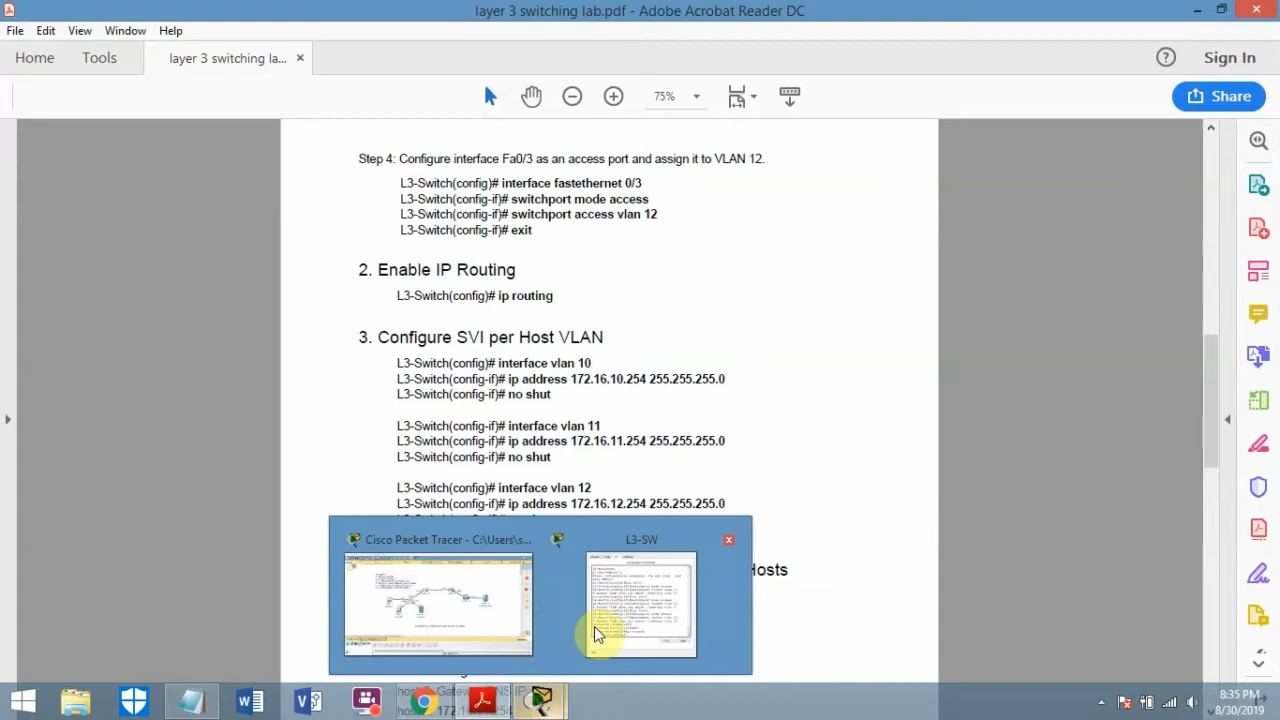 layer 3 switching lab.pdf - Adobe Acrobat Reader DC
File Edit View Window Help
Home Tools layer 3 switching la... × Sign In
75% Share
Step 4: Configure interface Fa0/3 as an access port and assign it to VLAN 12.
L3-Switch(config)# interface fastethernet 0/3
L3-Switch(config-if)# switchport mode access
L3-Switch(config-if)# switchport access vlan 12
L3-Switch(config-if)# exit
2. Enable IP Routing
L3-Switch(config)# ip routing
3. Configure SVI per Host VLAN
L3-Switch(config)# interface vlan 10
L3-Switch(config-if)# ip address 172.16.10.254 255.255.255.0
L3-Switch(config-if)# no shut
L3-Switch(config-if)# interface vlan 11
L3-Switch(config-if)# ip address 172.16.11.254 255.255.255.0
L3-Switch(config-if)# no shut
L3-Switch(config)# interface vlan 12
L3-Switch(config-if)# ip address 172.16.12.254 255.255.255.0
Cisco Packet Tracer - C:\Users\s... L3-SW
Hosts
8:35 PM
8/30/2019